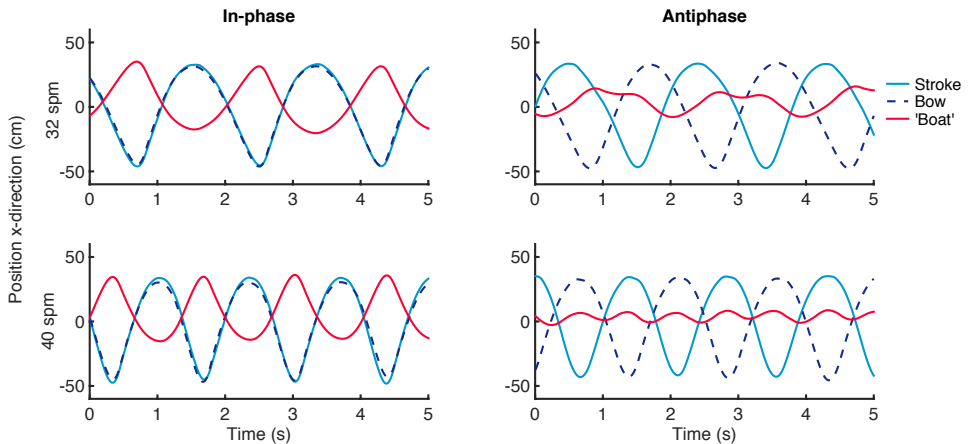 In-phase
Antiphase
Position x-direction (cm)
32 spm
50
0
-50
0 1 2 3 4 5
50
0
-50
0 1 2 3 4 5
Stroke
Bow
'Boat'
40 spm
50
0
-50
0 1 2 3 4 5
Time (s)
50
0
-50
0 1 2 3 4 5
Time (s)